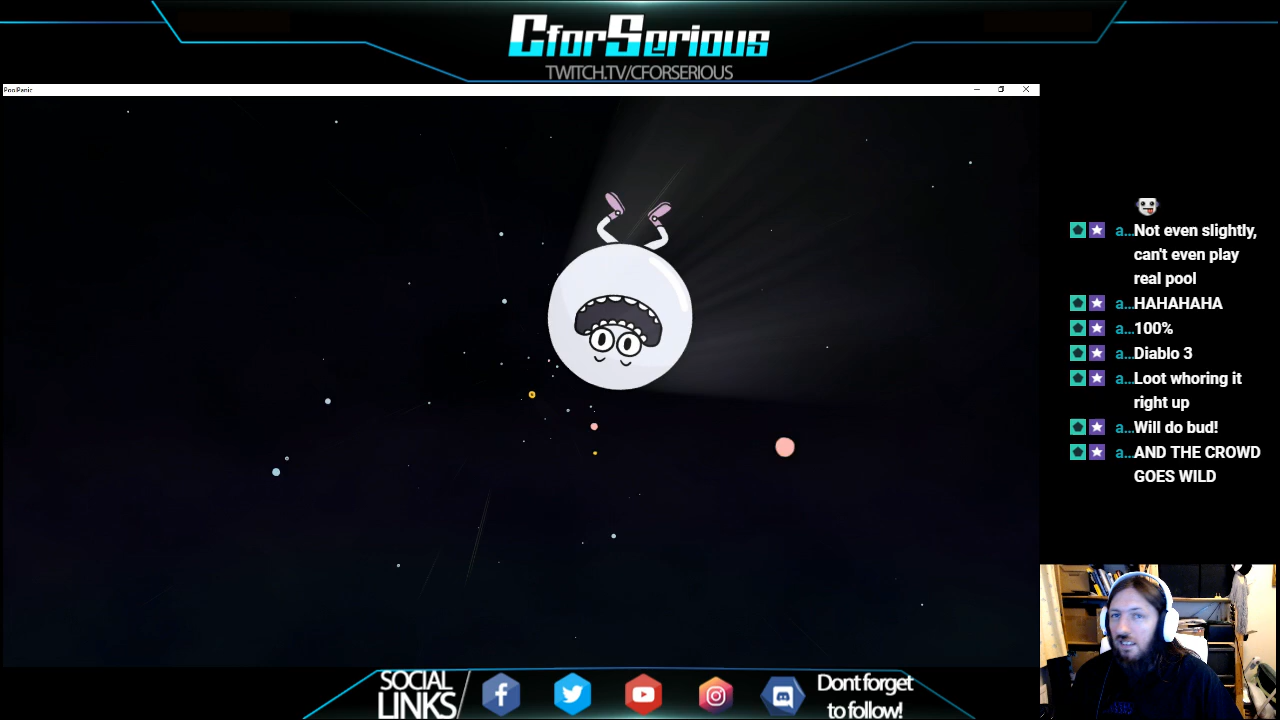 CforSerious
TWITCH.TV/CFORSERIOUS
PoolPanic
a...Not even slightly,
can't even play
real pool
a...HAHAHAHA
a...100%
a...Diablo 3
a...Loot whoring it
right up
a...Will do bud!
a...AND THE CROWD
GOES WILD
SOCIAL
LINKS
Dont forget
to follow!